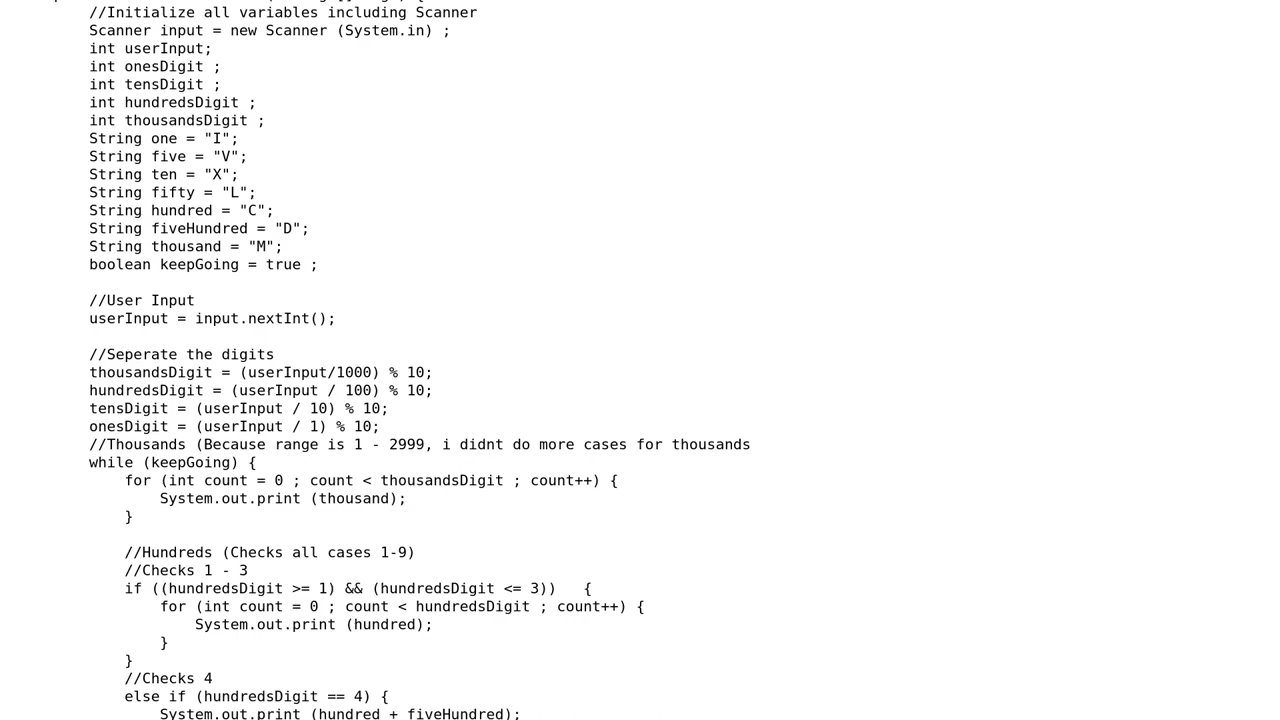 //Initialize all variables including Scanner
Scanner input = new Scanner (System.in) ;
int userInput;
int onesDigit ;
int tensDigit ;
int hundredsDigit ;
int thousandsDigit ;
String one = "I";
String five = "V";
String ten = "X";
String fifty = "L";
String hundred = "C";
String fiveHundred = "D";
String thousand = "M";
boolean keepGoing = true ;

//User Input
userInput = input.nextInt();

//Seperate the digits
thousandsDigit = (userInput/1000) % 10;
hundredsDigit = (userInput / 100) % 10;
tensDigit = (userInput / 10) % 10;
onesDigit = (userInput / 1) % 10;
//Thousands (Because range is 1 - 2999, i didnt do more cases for thousands
while (keepGoing) {
    for (int count = 0 ; count < thousandsDigit ; count++) {
        System.out.print (thousand);
    }

    //Hundreds (Checks all cases 1-9)
    //Checks 1 - 3
    if ((hundredsDigit >= 1) && (hundredsDigit <= 3))   {
        for (int count = 0 ; count < hundredsDigit ; count++) {
            System.out.print (hundred);
        }
    }
    //Checks 4
    else if (hundredsDigit == 4) {
        System.out.print (hundred + fiveHundred);